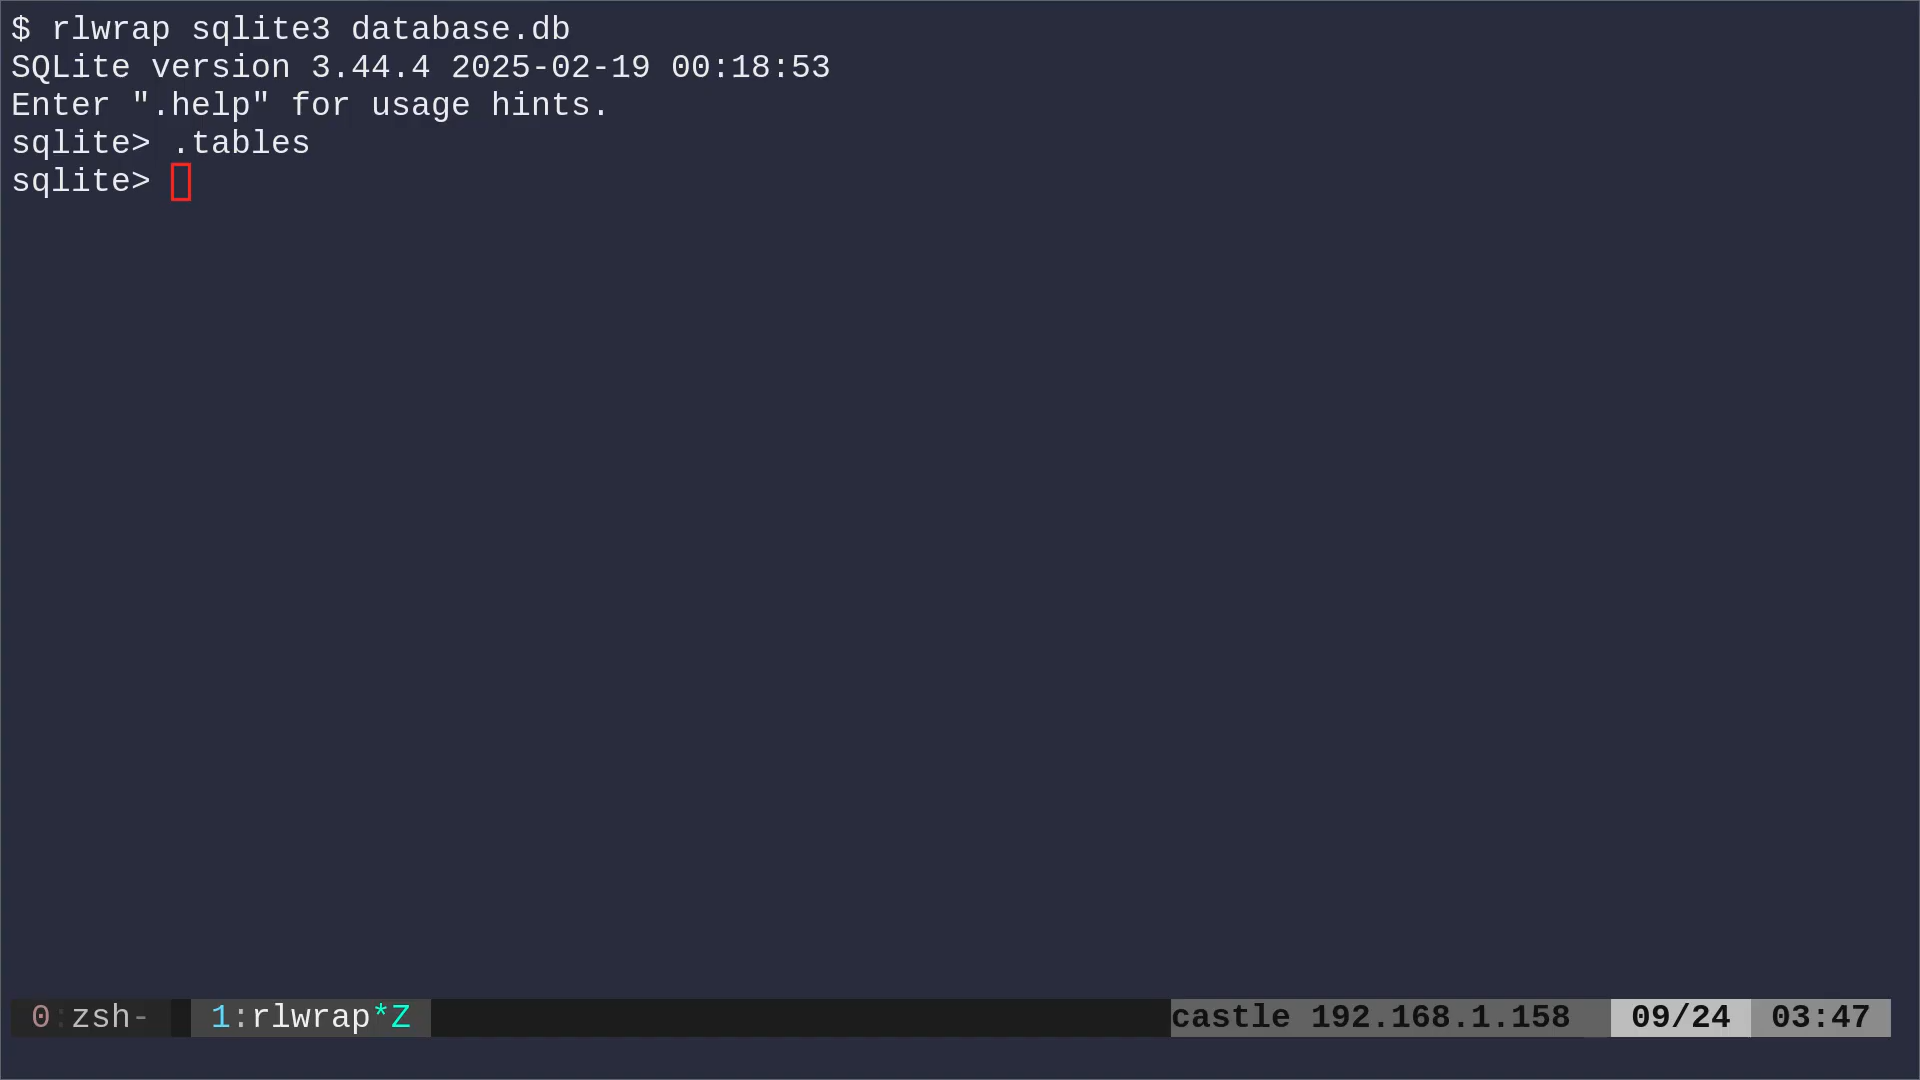 $ rlwrap sqlite3 database.db
SQLite version 3.44.4 2025-02-19 00:18:53
Enter ".help" for usage hints.
sqlite> .tables
sqlite>
0:zsh- 1:rlwrap*Z castle 192.168.1.158 09/24 03:47